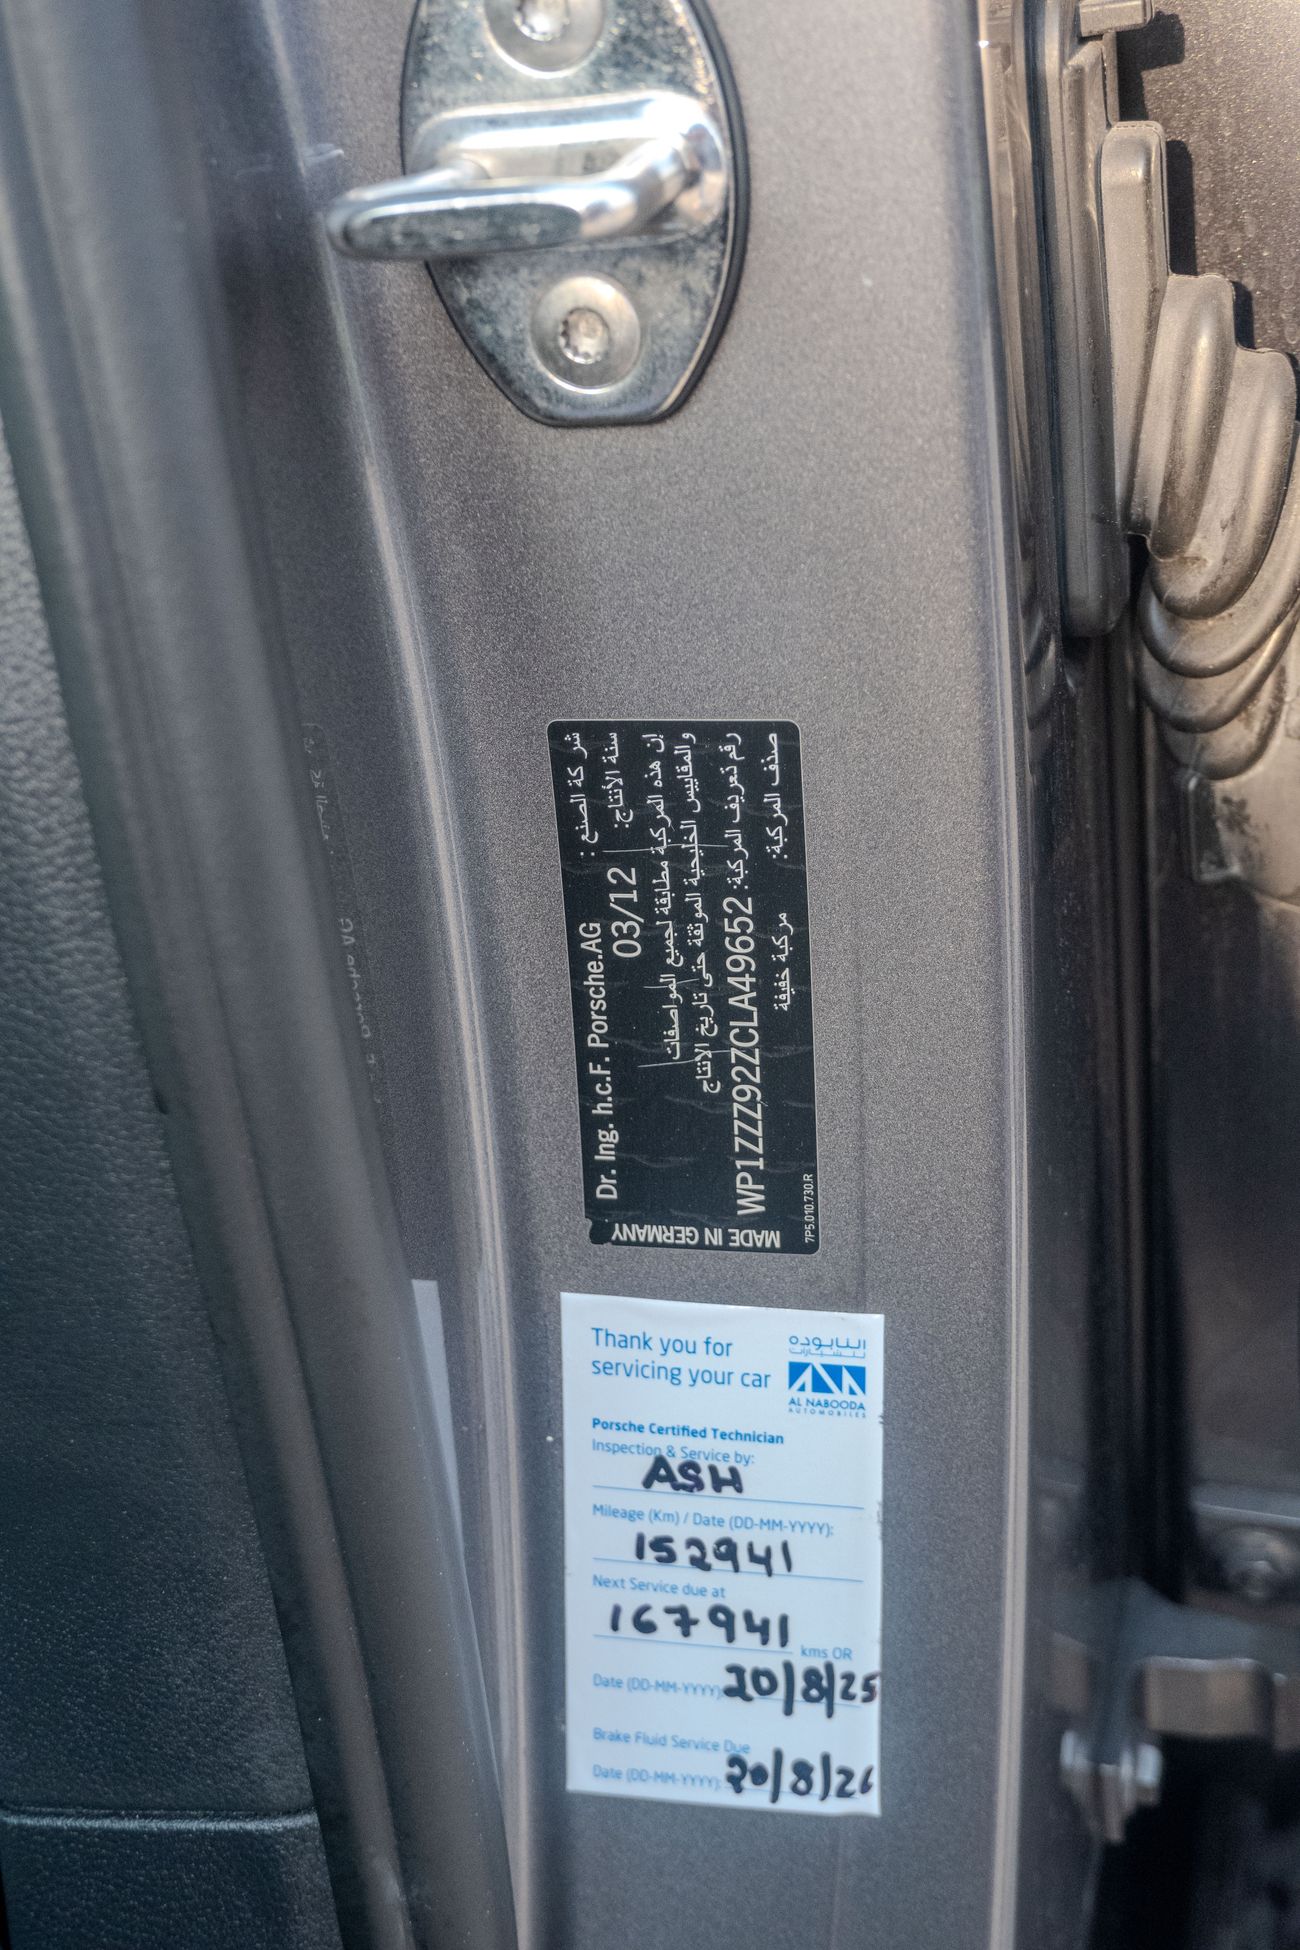 شركة الصنع : Dr. Ing. h.c.F. Porsche.AG
سنة الأنتاج: 03/12
إن هذه المركبة مطابقة لجميع المواصفات
والمقاييس الخليجية الموثقة حتى تاريخ الانتاج
رقم تعريف المركبة: WP1ZZZ92ZCLA49652
صنف المركبة: مركبة خفيفة
MADE IN GERMANY
7P5.010.730.R
Thank you for
servicing your car
النابوده
للسيارات
AL NABOODA
AUTOMOBILES
Porsche Certified Technician
Inspection & Service by:
ASH
Mileage (Km) / Date (DD-MM-YYYY):
152941
Next Service due at
167941 kms OR
Date (DD-MM-YYYY): 20/8/25
Brake Fluid Service Due
Date (DD-MM-YYYY): 20/8/26